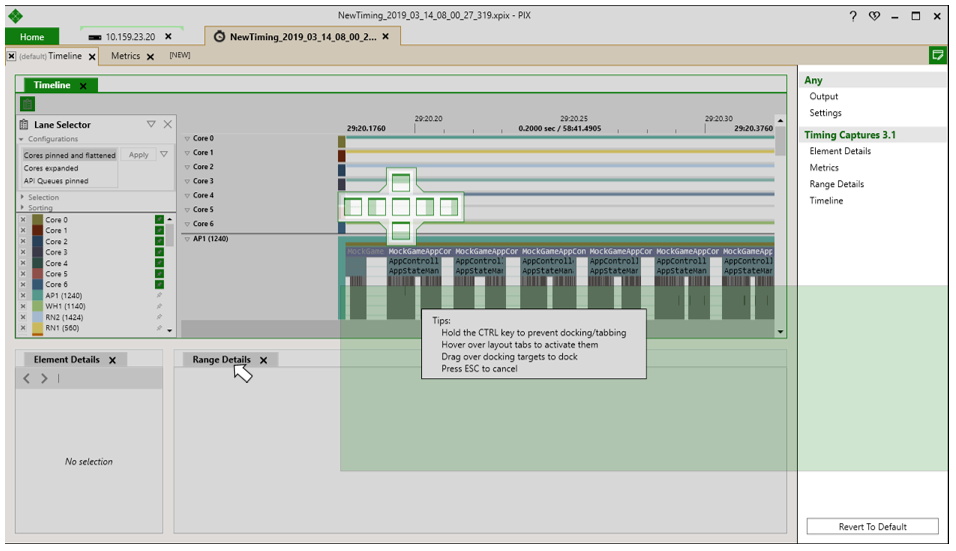 NewTiming_2019_03_14_08_00_27_319.xpix - PIX
Home
10.159.23.20
NewTiming_2019_03_14_08_00_2...
(default) Timeline
Metrics
[NEW]
Timeline
Lane Selector
Configurations
Cores pinned and flattened
Apply
Cores expanded
API Queues pinned
Selection
Sorting
Core 0
Core 1
Core 2
Core 3
Core 4
Core 5
Core 6
AP1 (1240)
WH1 (1140)
RN2 (1424)
RN1 (560)
29:20.20
29:20.25
29:20.30
29:20.1760
0.2000 sec / 58:41.4905
29:20.3760
Core 0
Core 1
Core 2
Core 3
Core 4
Core 5
Core 6
AP1 (1240)
MockGame MockGameAppCor MockGameAppCor MockGameAppCon MockGameAppCon MockGameAppCor MockGameApp
AppControll AppControll: AppControll AppControll AppControll AppControll
AppStateMan AppStateMar AppStateMan AppStateMan AppStateMar AppStateMar
Tips:
Hold the CTRL key to prevent docking/tabbing
Hover over layout tabs to activate them
Drag over docking targets to dock
Press ESC to cancel
Element Details
No selection
Range Details
Any
Output
Settings
Timing Captures 3.1
Element Details
Metrics
Range Details
Timeline
Revert To Default